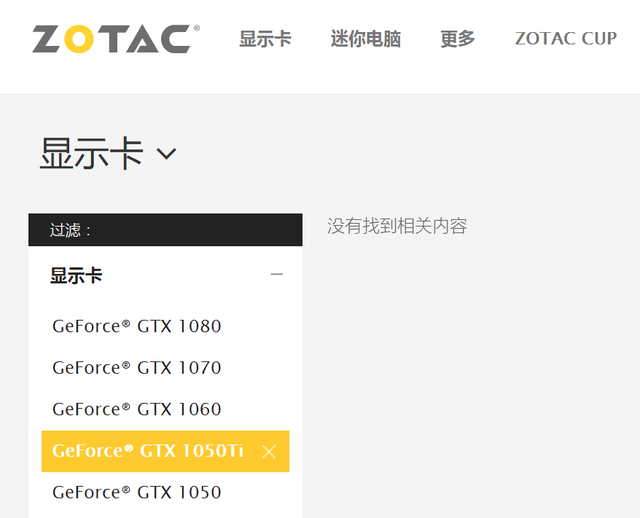 ZOTAC®
显示卡 迷你电脑 更多 ZOTAC CUP
显示卡
过滤：
没有找到相关内容
显示卡
GeForce® GTX 1080
GeForce® GTX 1070
GeForce® GTX 1060
GeForce® GTX 1050Ti
GeForce® GTX 1050